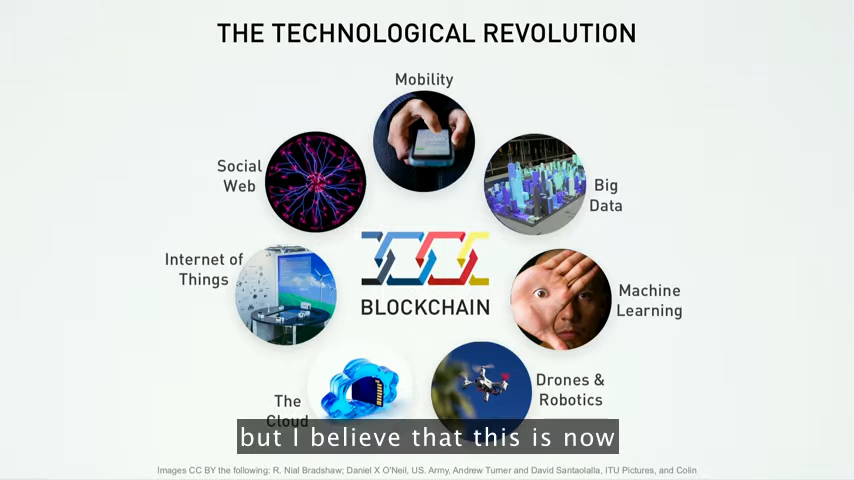 THE TECHNOLOGICAL REVOLUTION
Mobility
Social
Web
Big
Data
Internet of
Things
BLOCKCHAIN
Machine
Learning
Drones &
Robotics
The
Cloud
but I believe that this is now
Images CC BY the following: R. Nial Bradshaw; Daniel X O'Neil, US. Army, Andrew Turner and David Santaolalla, ITU Pictures, and Colin